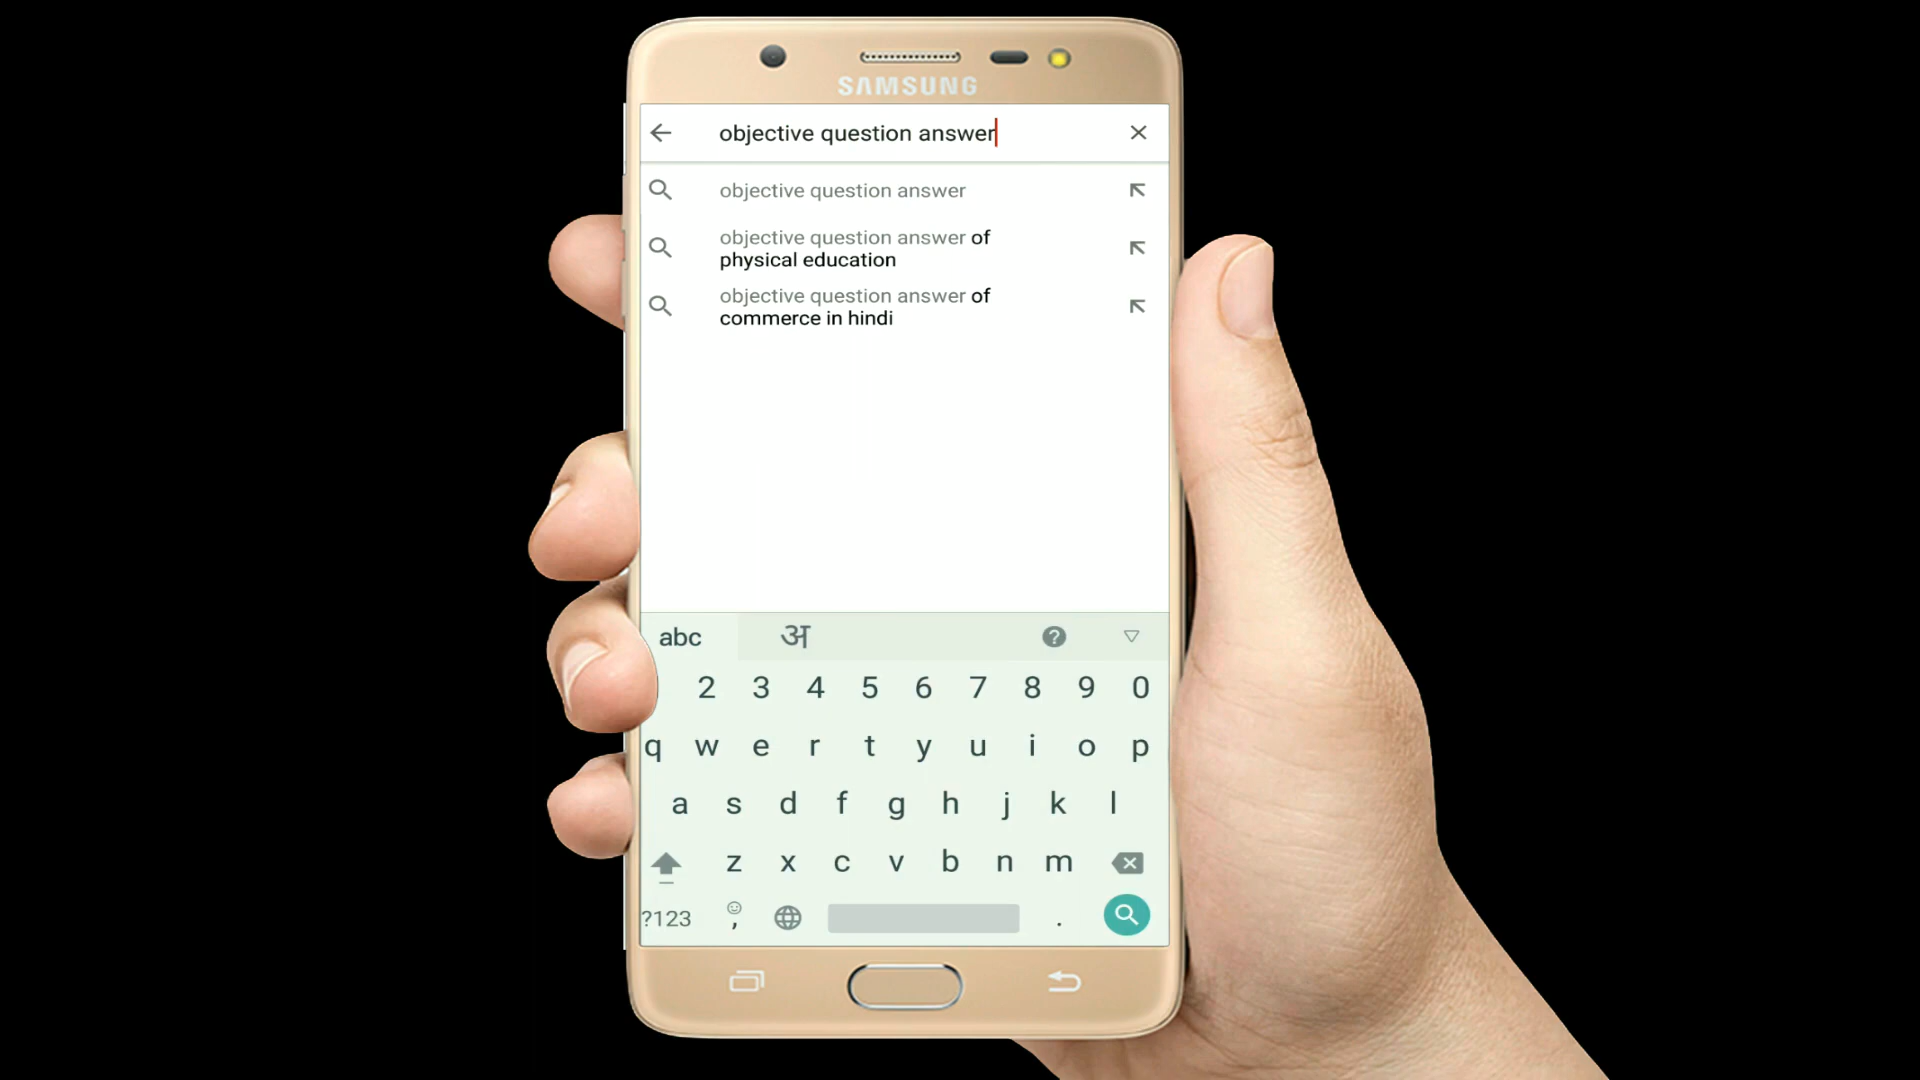 SAMSUNG
objective question answer
objective question answer
objective question answer of
physical education
objective question answer of
commerce in hindi
abc अ
2 3 4 5 6 7 8 9 0
q w e r t y u i o p
a s d f g h j k l
z x c v b n m
?123 , .